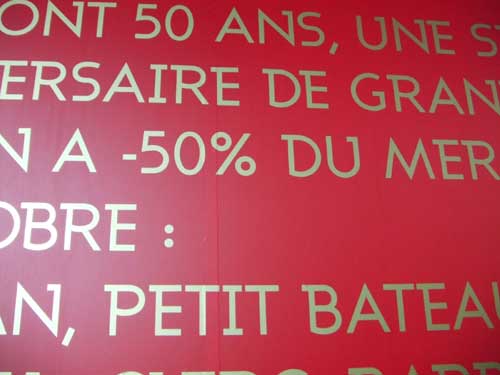 ONT 50 ANS, UNE S
ERSAIRE DE GRAN
N A -50% DU MER
OBRE :
AN, PETIT BATEAU